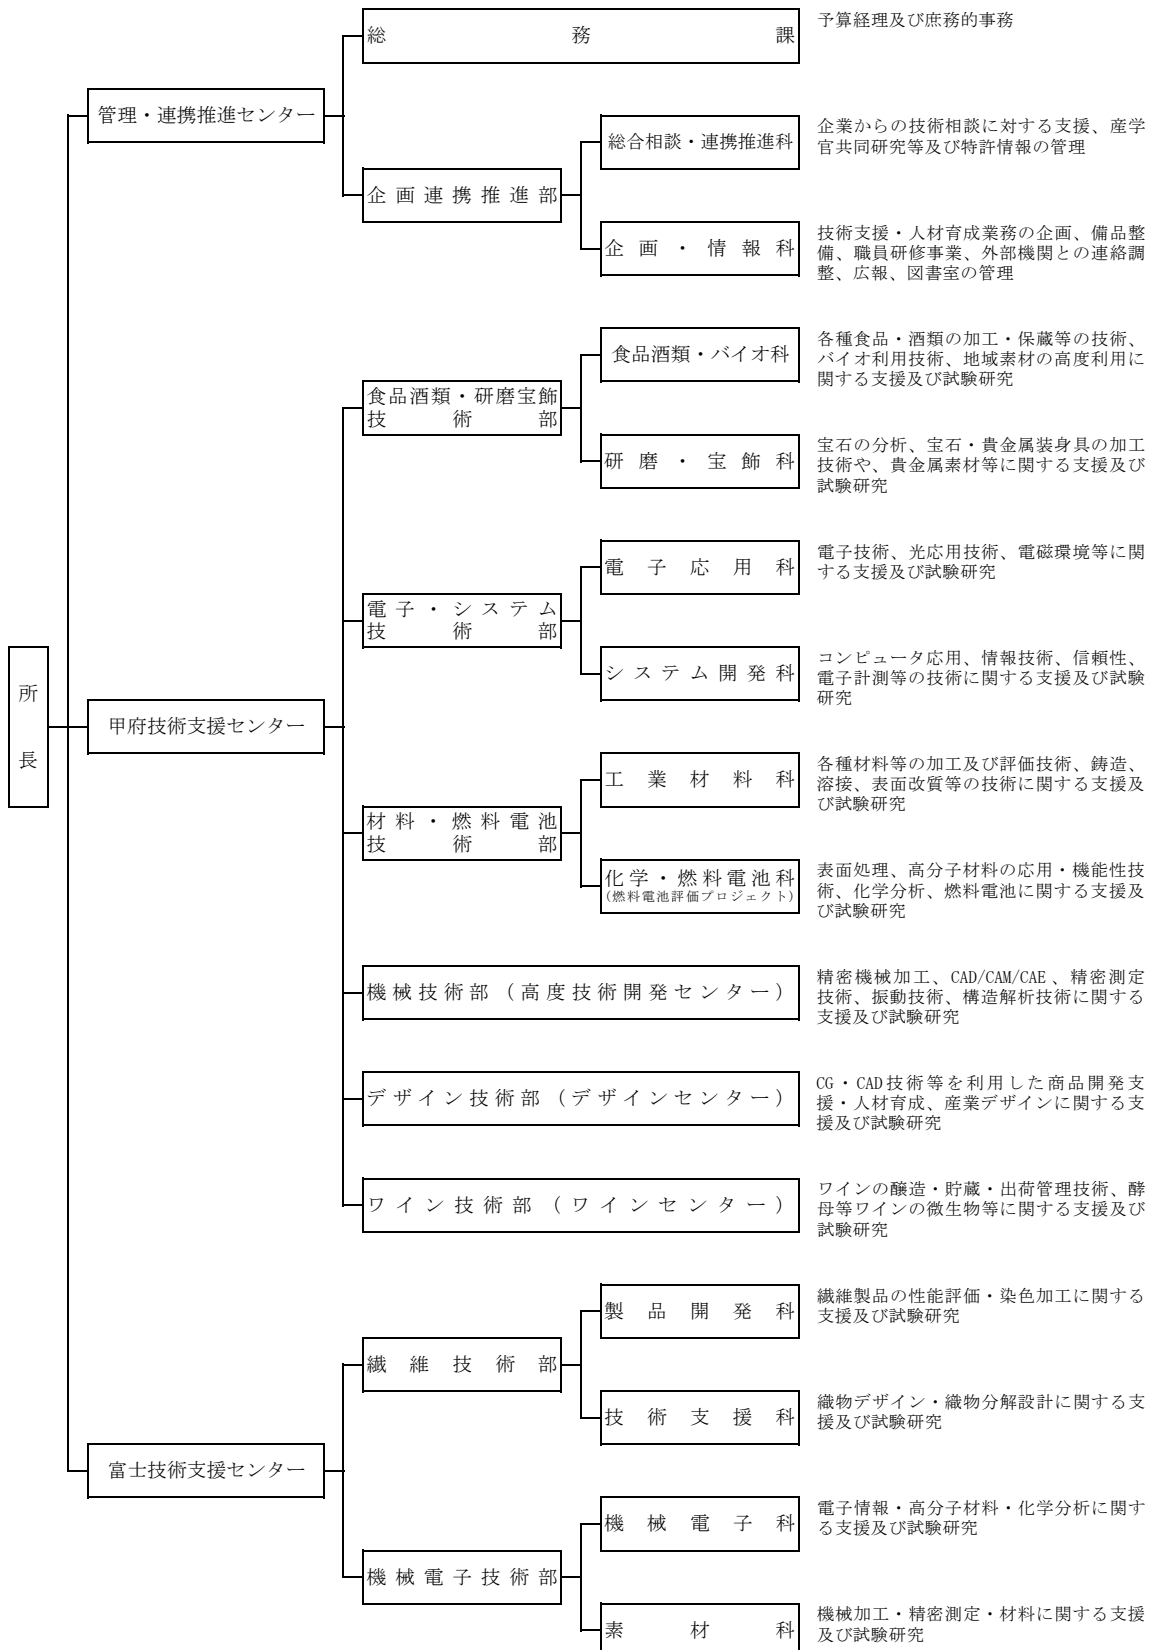 総務課
予算経理及び庶務的事務
管理・連携推進センター
総合相談・連携推進科
企業からの技術相談に対する支援、産学
官共同研究等及び特許情報の管理
企画連携推進部
企画・情報科
技術支援・人材育成業務の企画、備品整
備、職員研修事業、外部機関との連絡調
整、広報、図書室の管理
食品酒類・バイオ科
各種食品・酒類の加工・保蔵等の技術、
バイオ利用技術、地域素材の高度利用に
関する支援及び試験研究
食品酒類・研磨宝飾
技術部
研磨・宝飾科
宝石の分析、宝石・貴金属装身具の加工
技術や、貴金属素材等に関する支援及び
試験研究
電子応用科
電子技術、光応用技術、電磁環境等に関
する支援及び試験研究
電子・システム
技術部
システム開発科
コンピュータ応用、情報技術、信頼性、
電子計測等の技術に関する支援及び試験
研究
所
長
甲府技術支援センター
工業材料科
各種材料等の加工及び評価技術、鋳造、
溶接、表面改質等の技術に関する支援及
び試験研究
材料・燃料電池
技術部
化学・燃料電池科
(燃料電池評価プロジェクト)
表面処理、高分子材料の応用・機能性技
術、化学分析、燃料電池に関する支援及
び試験研究
機械技術部（高度技術開発センター）
精密機械加工、CAD/CAM/CAE、精密測定
技術、振動技術、構造解析技術に関する
支援及び試験研究
デザイン技術部（デザインセンター）
CG・CAD技術等を利用した商品開発支
援・人材育成、産業デザインに関する支
援及び試験研究
ワイン技術部（ワインセンター）
ワインの醸造・貯蔵・出荷管理技術、酵
母等ワインの微生物等に関する支援及び
試験研究
製品開発科
繊維製品の性能評価・染色加工に関する
支援及び試験研究
繊維技術部
技術支援科
織物デザイン・織物分解設計に関する支
援及び試験研究
富士技術支援センター
機械電子科
電子情報・高分子材料・化学分析に関す
る支援及び試験研究
機械電子技術部
素材科
機械加工・精密測定・材料に関する支援
及び試験研究